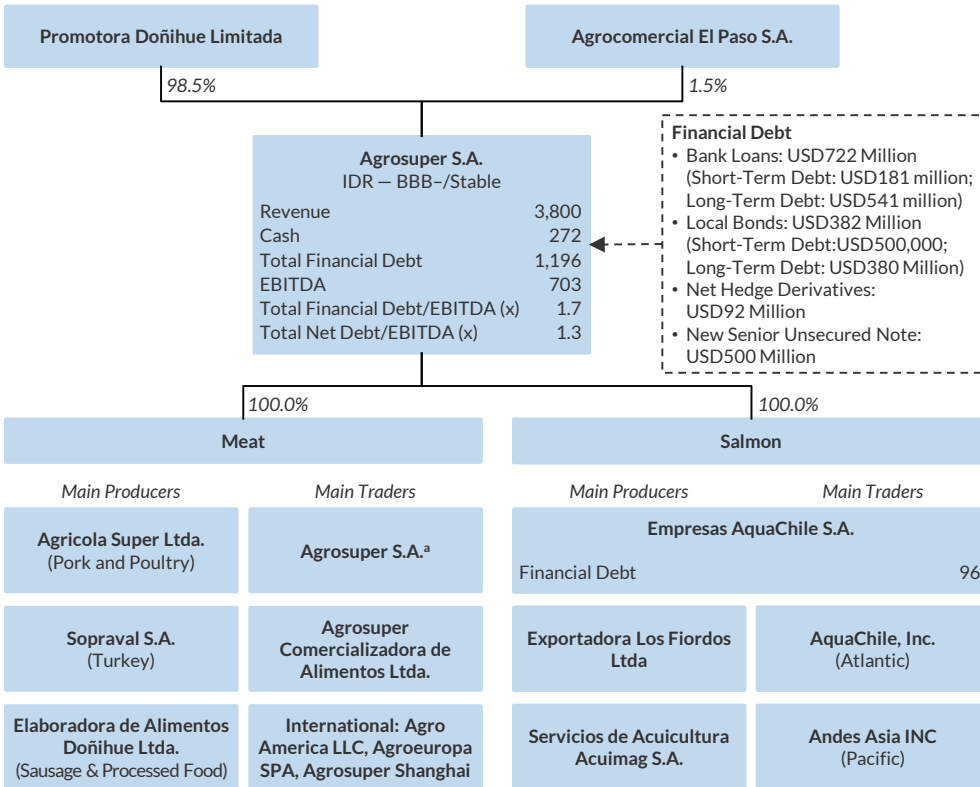 Promotora Doñihue Limitada
Agrocomercial El Paso S.A.
98.5%
1.5%
Agrosuper S.A.
IDR — BBB–/Stable
Revenue 3,800
Cash 272
Total Financial Debt 1,196
EBITDA 703
Total Financial Debt/EBITDA (x) 1.7
Total Net Debt/EBITDA (x) 1.3
Financial Debt
• Bank Loans: USD722 Million
(Short-Term Debt: USD181 million;
Long-Term Debt: USD541 million)
• Local Bonds: USD382 Million
(Short-Term Debt:USD500,000;
Long-Term Debt: USD380 Million)
• Net Hedge Derivatives:
USD92 Million
• New Senior Unsecured Note:
USD500 Million
100.0%
100.0%
Meat
Salmon
Main Producers
Main Traders
Main Producers
Main Traders
Agricola Super Ltda.
(Pork and Poultry)
Agrosuper S.A.ª
Empresas AquaChile S.A.
Financial Debt 96
Sopraval S.A.
(Turkey)
Agrosuper
Comercializadora de
Alimentos Ltda.
Exportadora Los Fiordos
Ltda
AquaChile, Inc.
(Atlantic)
Elaboradora de Alimentos
Doñihue Ltda.
(Sausage & Processed Food)
International: Agro
America LLC, Agroeuropa
SPA, Agrosuper Shanghai
Servicios de Acuicultura
Acuimag S.A.
Andes Asia INC
(Pacific)